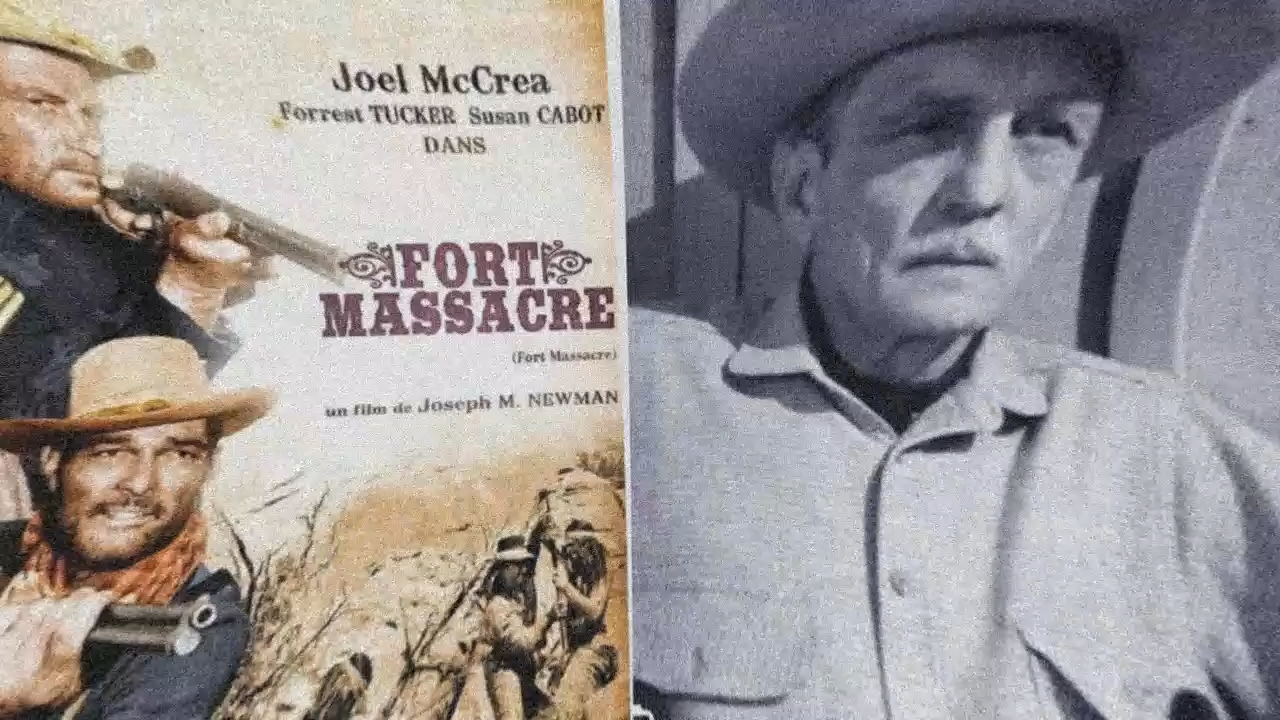 Joel McCrea
Forrest TUCKER Susan CABOT
DANS
FORT
MASSACRE
(Fort Massacre)
un film de Joseph M. NEWMAN